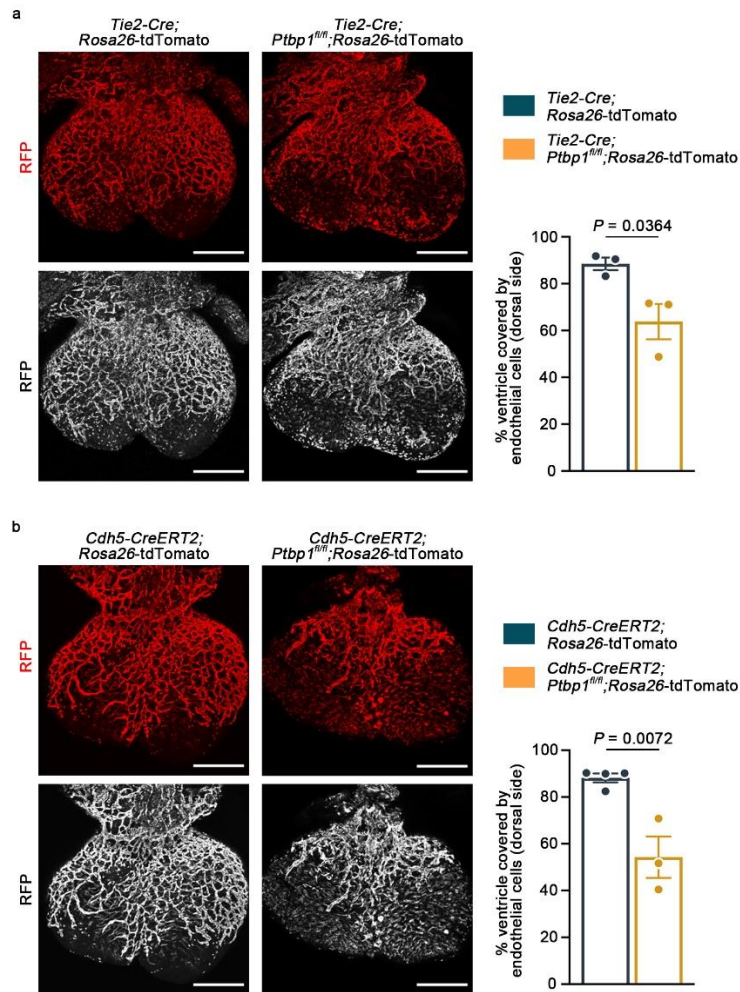 a
Tie2-Cre;
Rosa26-tdTomato
Tie2-Cre;
Ptbp1fl/fl;Rosa26-tdTomato
RFP
RFP
Tie2-Cre;
Rosa26-tdTomato
Tie2-Cre;
Ptbp1fl/fl;Rosa26-tdTomato
P = 0.0364
% ventricle covered by
endothelial cells (dorsal side)
100
80
60
40
20
0
b
Cdh5-CreERT2;
Rosa26-tdTomato
Cdh5-CreERT2;
Ptbp1fl/fl;Rosa26-tdTomato
RFP
RFP
Cdh5-CreERT2;
Rosa26-tdTomato
Cdh5-CreERT2;
Ptbp1fl/fl;Rosa26-tdTomato
P = 0.0072
% ventricle covered by
endothelial cells (dorsal side)
100
80
60
40
20
0